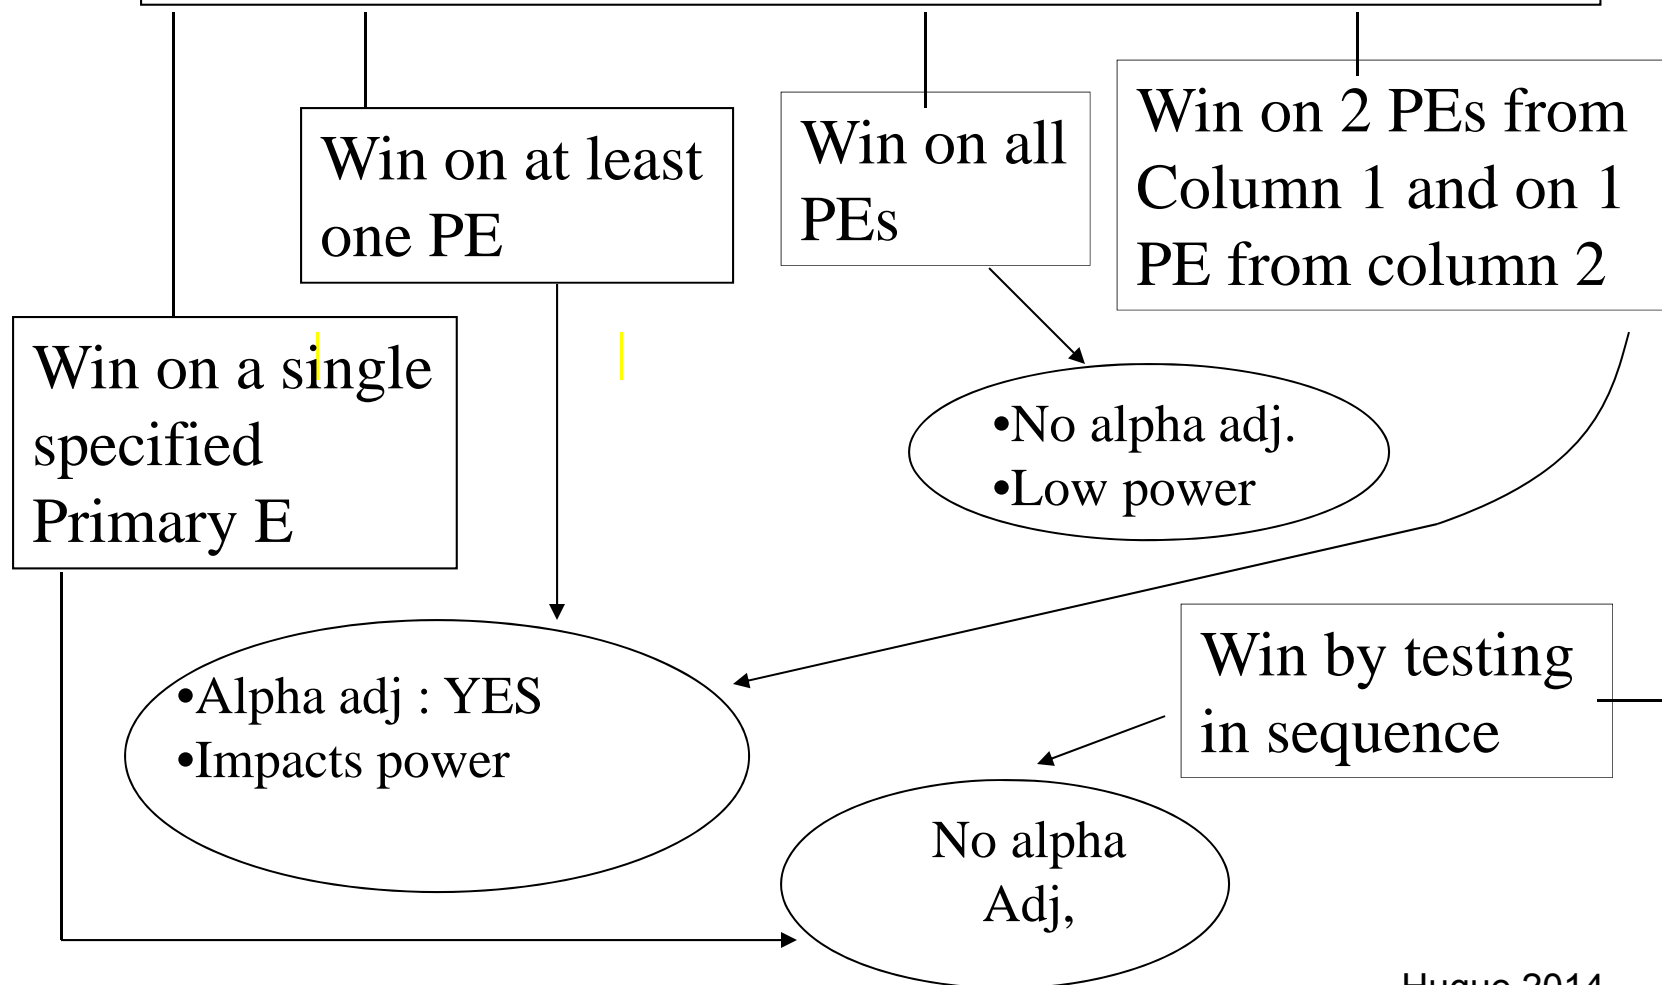 Win on at least
one PE
Win on all
PEs
Win on 2 PEs from
Column 1 and on 1
PE from column 2
Win on a single
specified
Primary E
•No alpha adj.
•Low power
Win by testing
in sequence
•Alpha adj : YES
•Impacts power
No alpha
Adj,
Huque 2014